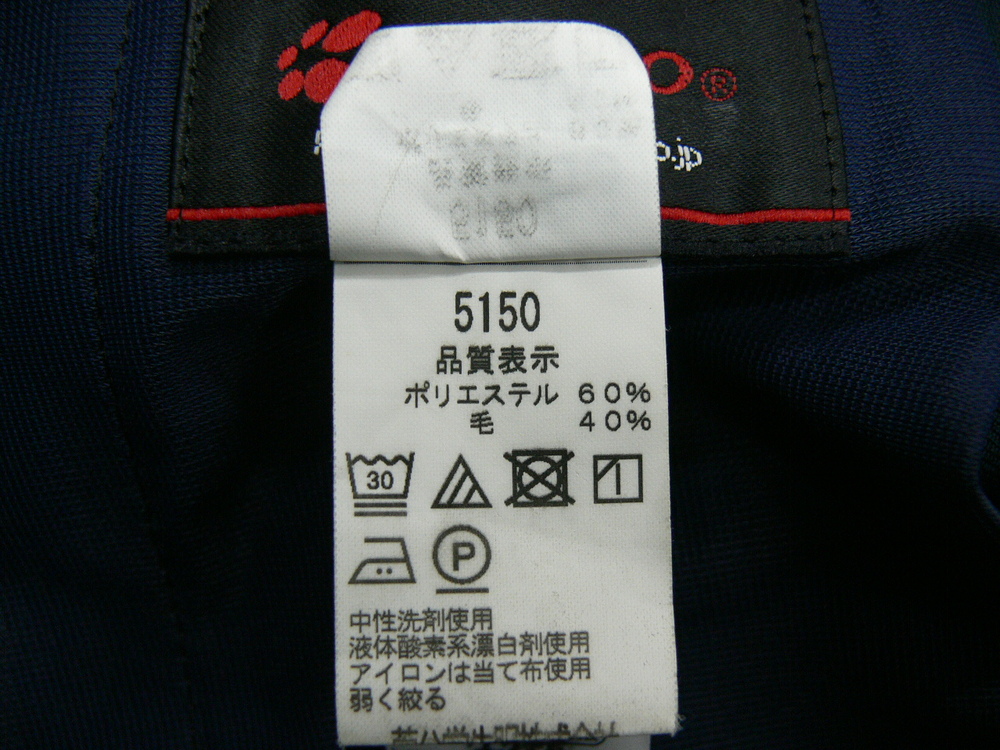 o®
o.jp
5150
品質表示
ポリエステル 60%
毛 40%
30
P
中性洗剤使用
液体酸素系漂白剤使用
アイロンは当て布使用
弱く絞る